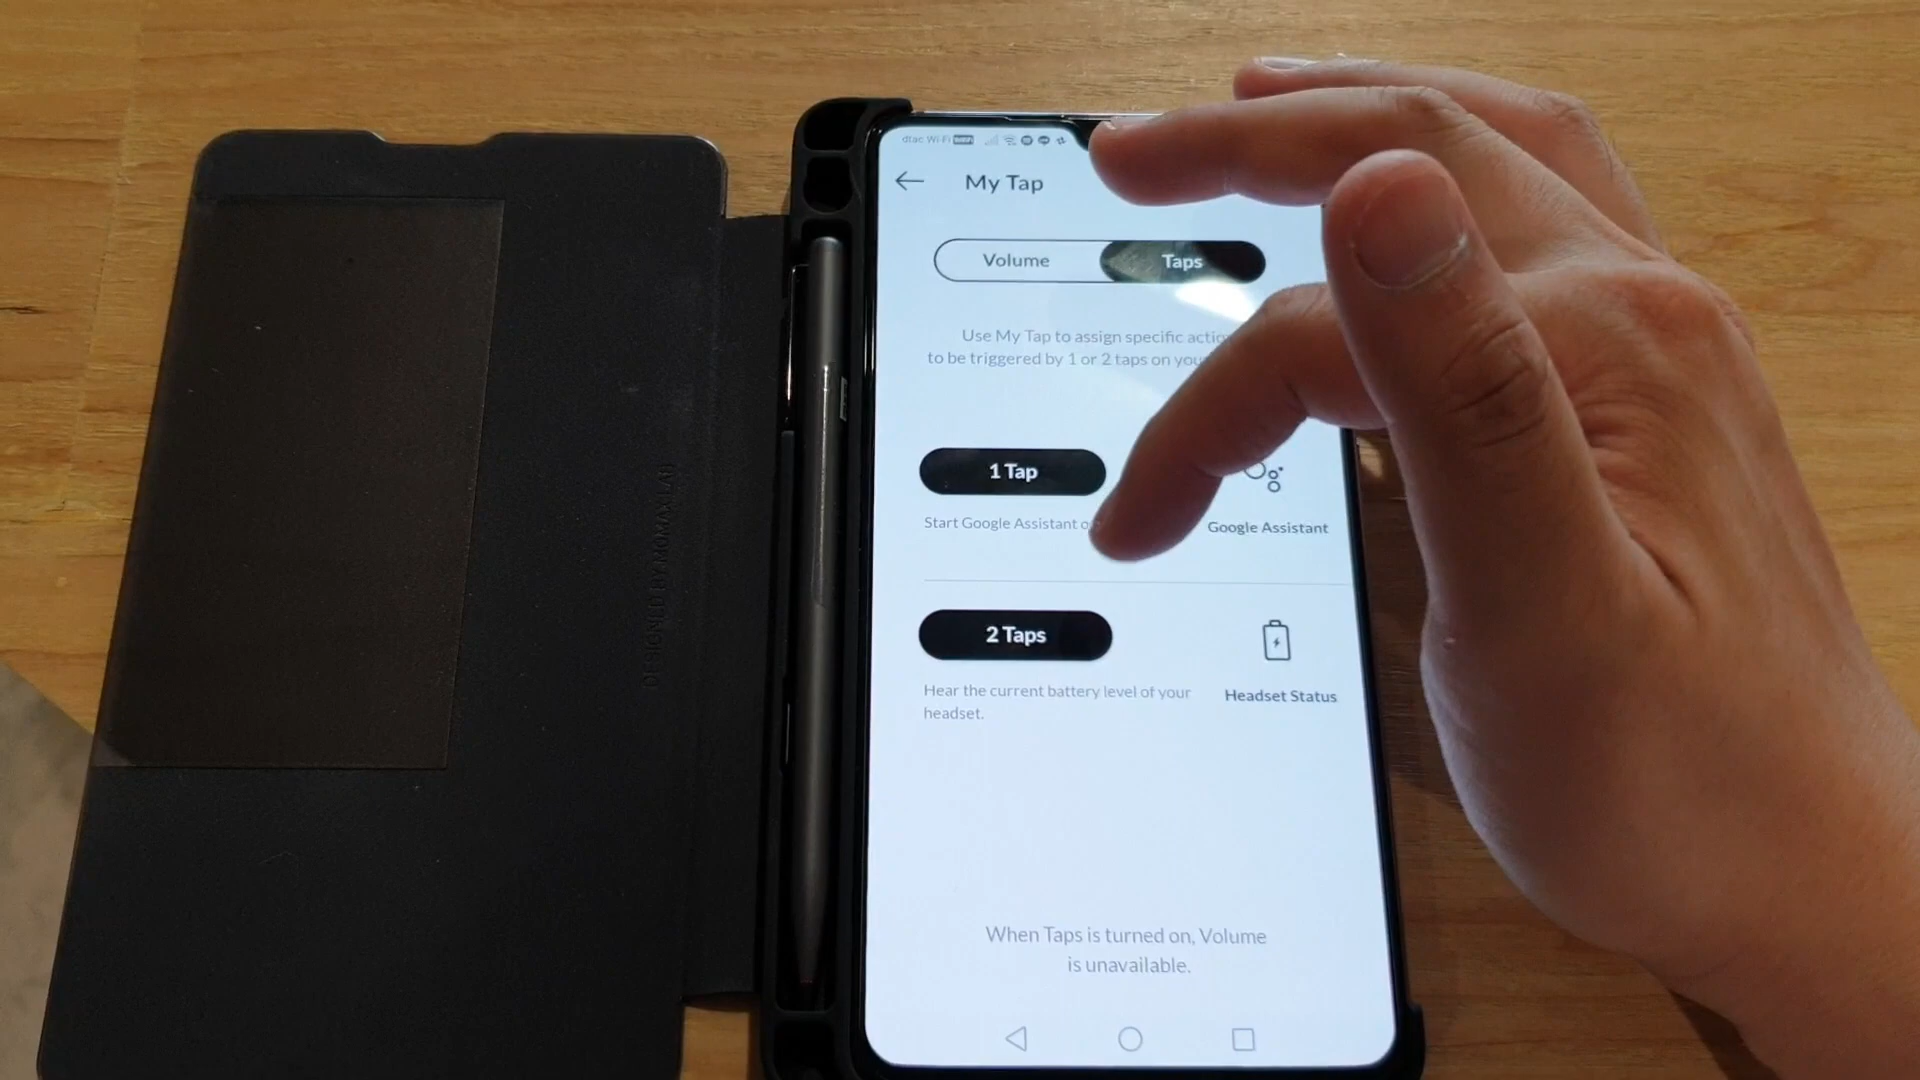 dtac Wi-Fi
My Tap
Volume
Taps
Use My Tap to assign specific
to be triggered by 1 or 2 taps on
1 Tap
Start Google Assistant
Google Assistant
2 Taps
Hear the current battery level of your
headset.
Headset Status
When Taps is turned on, Volume
is unavailable.
DESIGNED BY